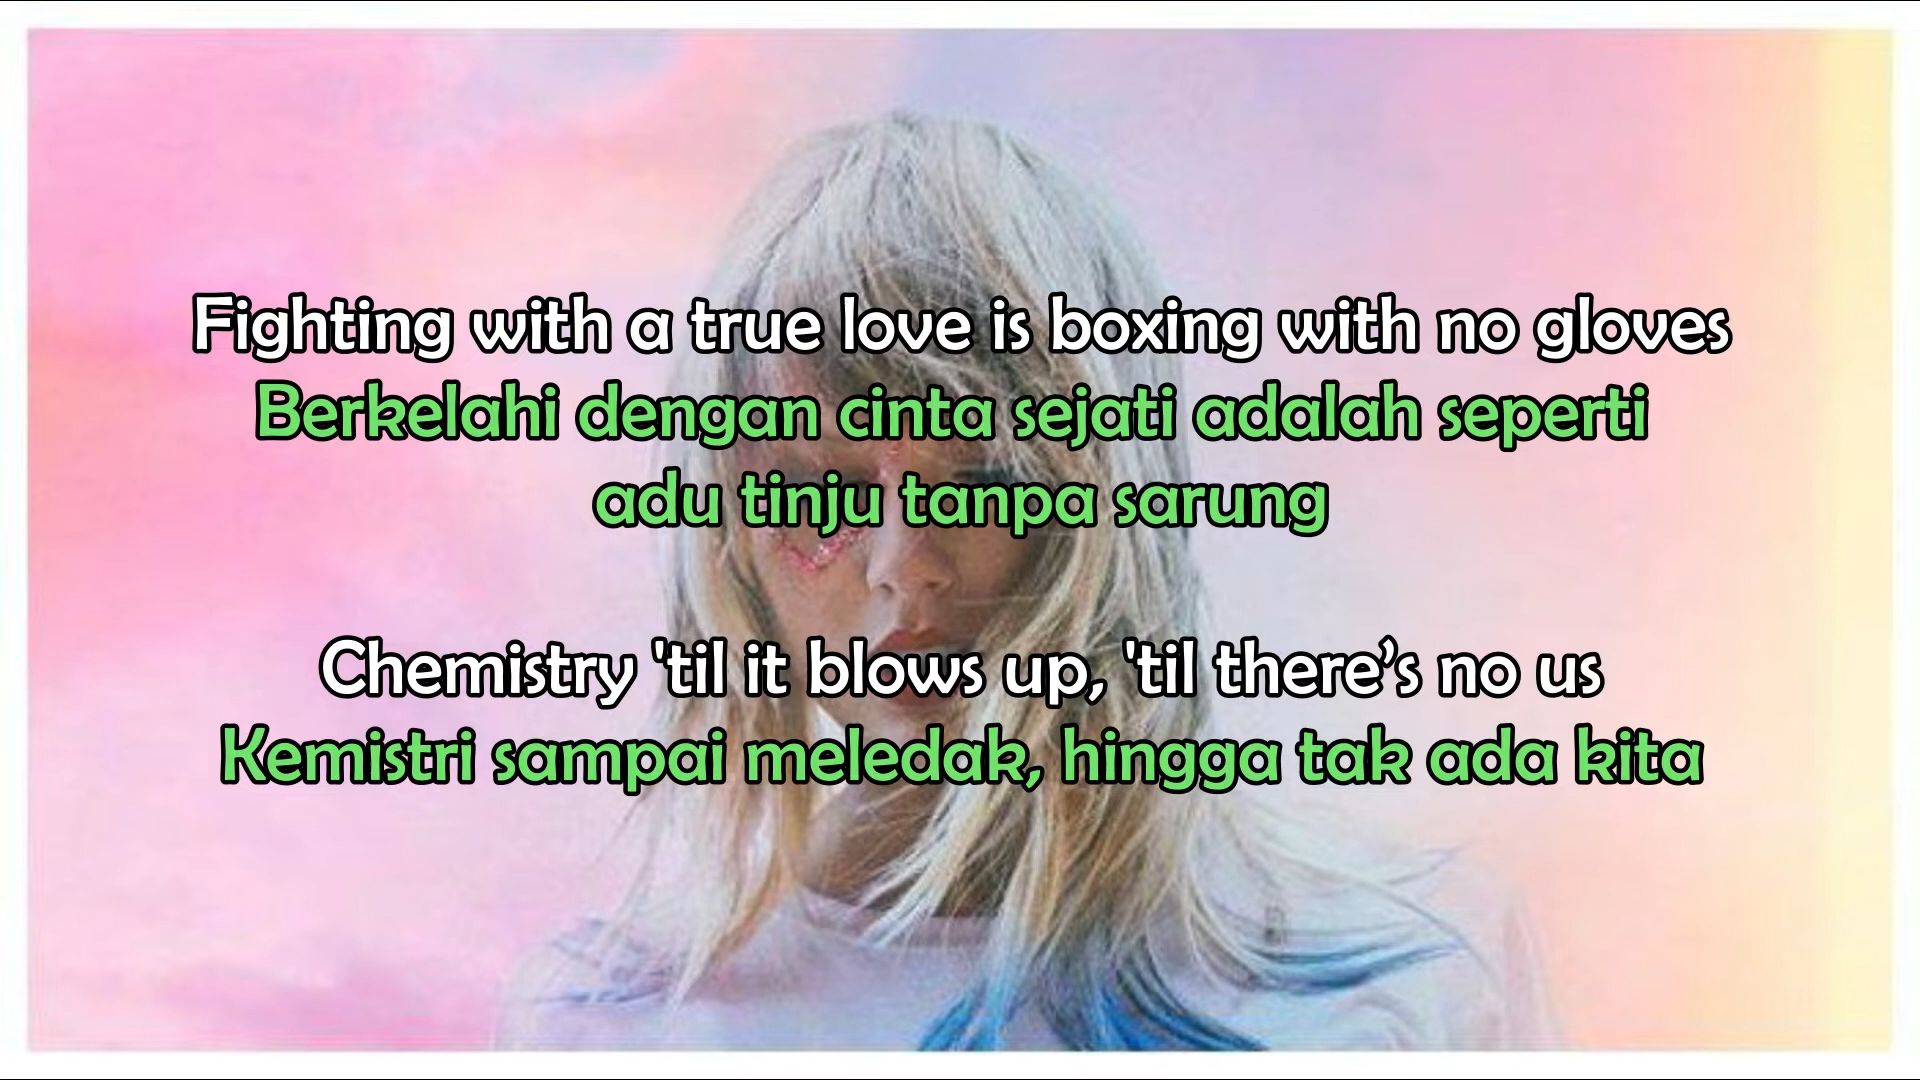 Fighting with a true love is boxing with no gloves
Berkelahi dengan cinta sejati adalah seperti
adu tinju tanpa sarung
Chemistry 'til it blows up, 'til there’s no us
Kemistri sampai meledak, hingga tak ada kita